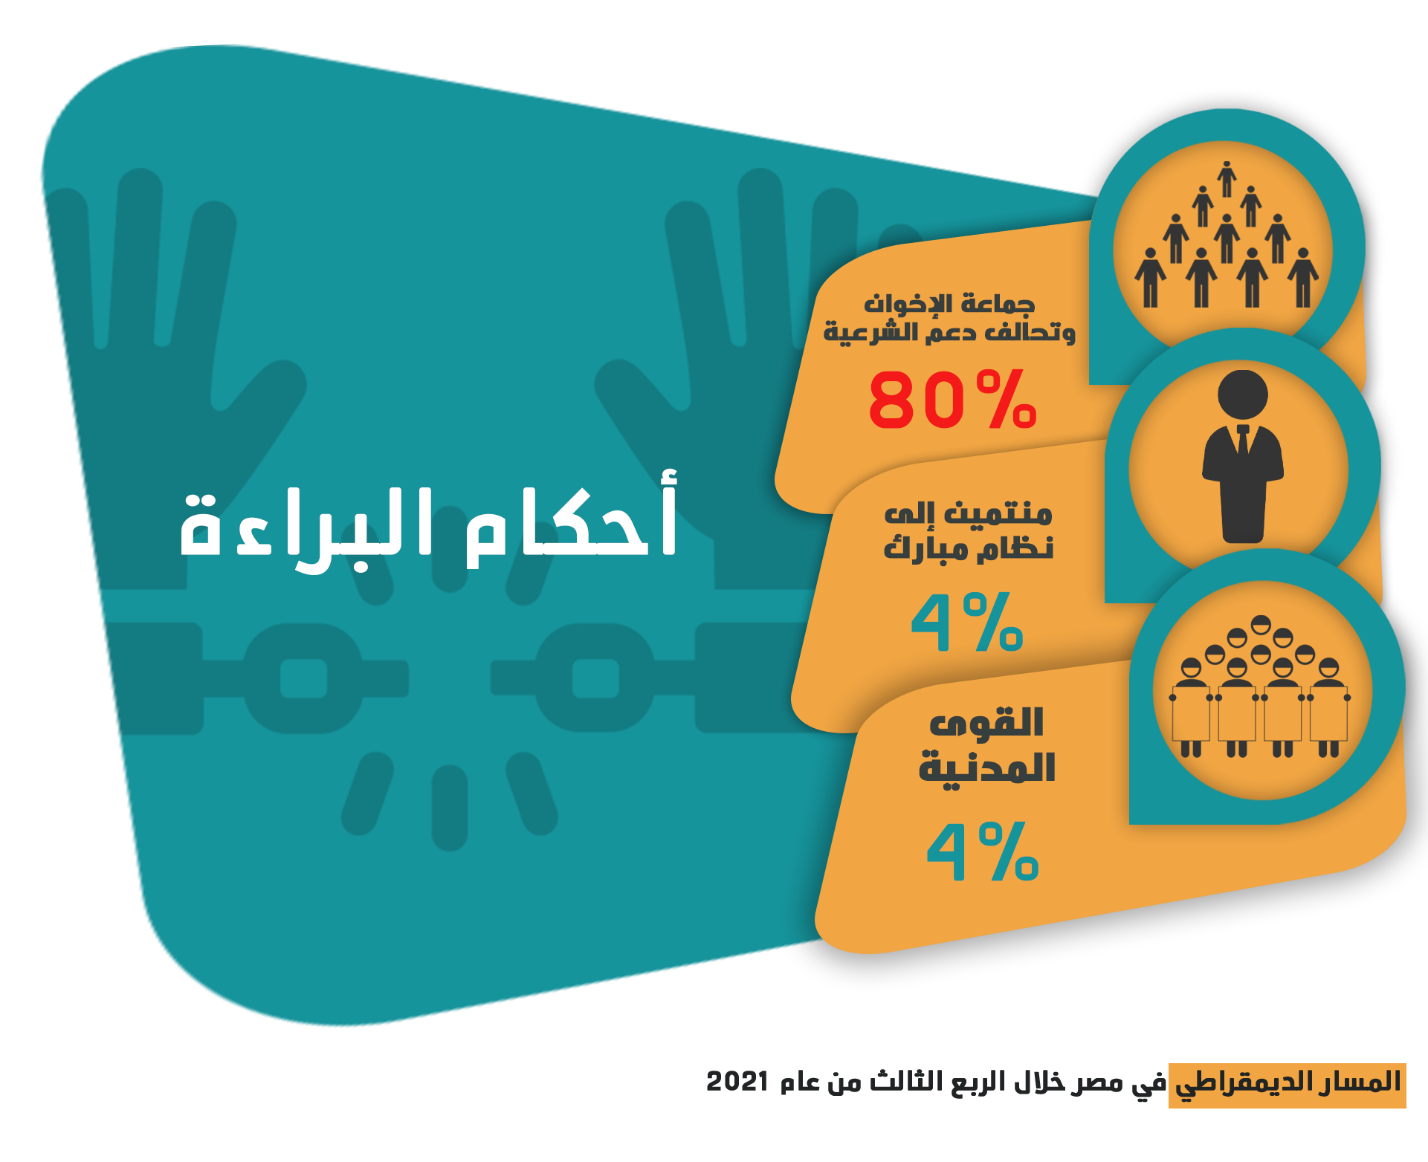 أحكام البراءة
جماعة الإخوان
وتحالف دعم الشرعية
80%
منتمين إلى
نظام مبارك
4%
القوى
المدنية
4%
المسار الديمقراطي في مصر خلال الربع الثالث من عام 2021